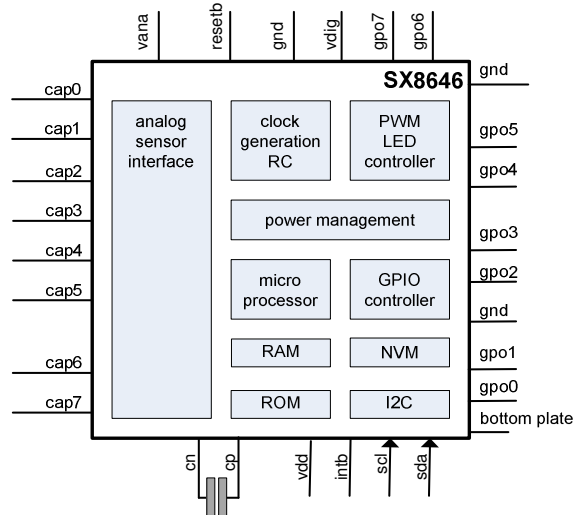 vana
resetb
gnd
vdig
gpo7
gpo6
SX8646
cap0
cap1
cap2
cap3
cap4
cap5
cap6
cap7
analog
sensor
interface
clock
generation
RC
PWM
LED
controller
power management
micro
processor
GPIO
controller
RAM
NVM
ROM
I2C
gnd
gpo5
gpo4
gpo3
gpo2
gnd
gpo1
gpo0
bottom plate
cn
cp
vdd
intb
scl
sda